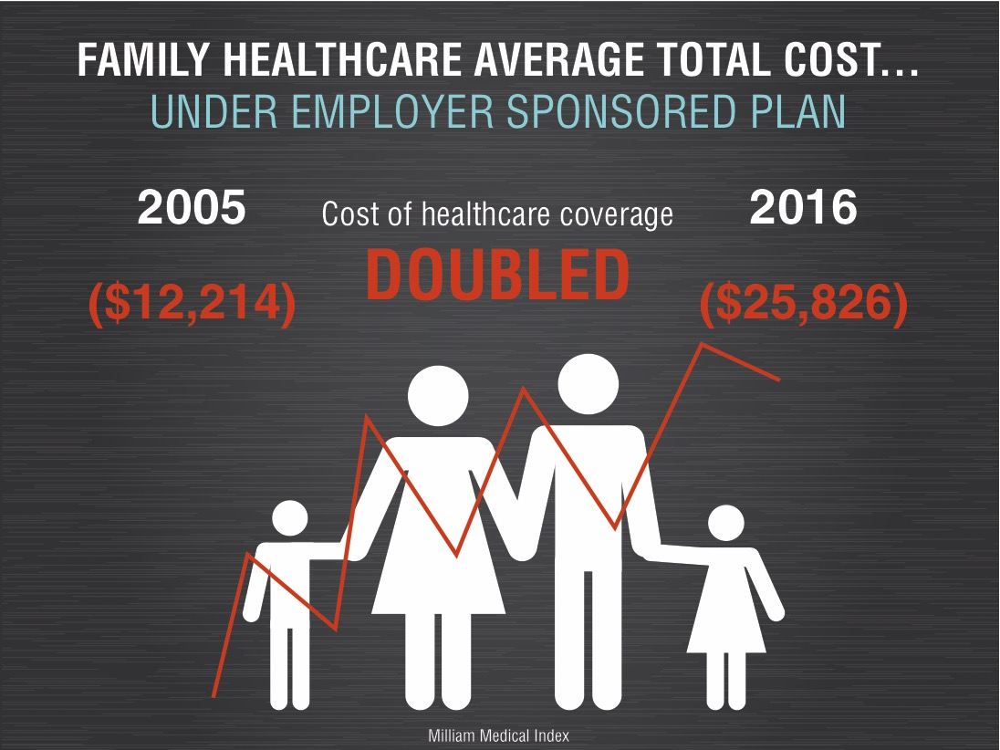 FAMILY HEALTHCARE AVERAGE TOTAL COST...
UNDER EMPLOYER SPONSORED PLAN
2005
Cost of healthcare coverage
2016
DOUBLED
($12,214)
($25,826)
Milliam Medical Index